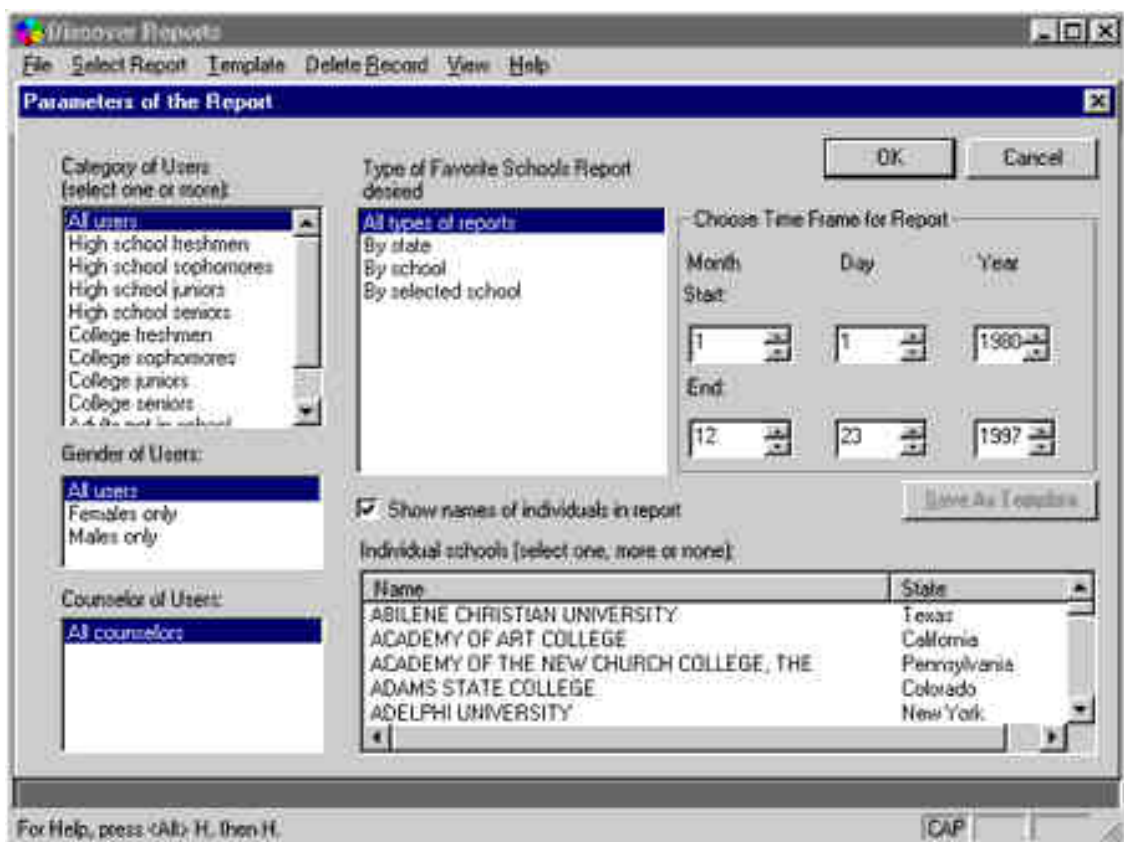 Discover Reports
File Select Report Template Delete Record View Help
Parameters of the Report
Category of Users
(select one or more):
All users
High school freshmen
High school sophomores
High school juniors
High school seniors
College freshmen
College sophomores
College juniors
College seniors
Adults not in school
Gender of Users:
All users
Females only
Males only
Counselor of Users:
All counselors
Type of Favorite Schools Report
desired
All types of reports
By state
By school
By selected school
Show names of individuals in report
OK Cancel
Choose Time Frame for Report
Month Day Year
Start:
1 1 1980
End:
12 23 1997
Save As Template
Individual schools (select one, more or none):
Name State
ABILENE CHRISTIAN UNIVERSITY Texas
ACADEMY OF ART COLLEGE California
ACADEMY OF THE NEW CHURCH COLLEGE, THE Pennsylvania
ADAMS STATE COLLEGE Colorado
ADELPHI UNIVERSITY New York
For Help, press <Alt> H, then H.
CAP